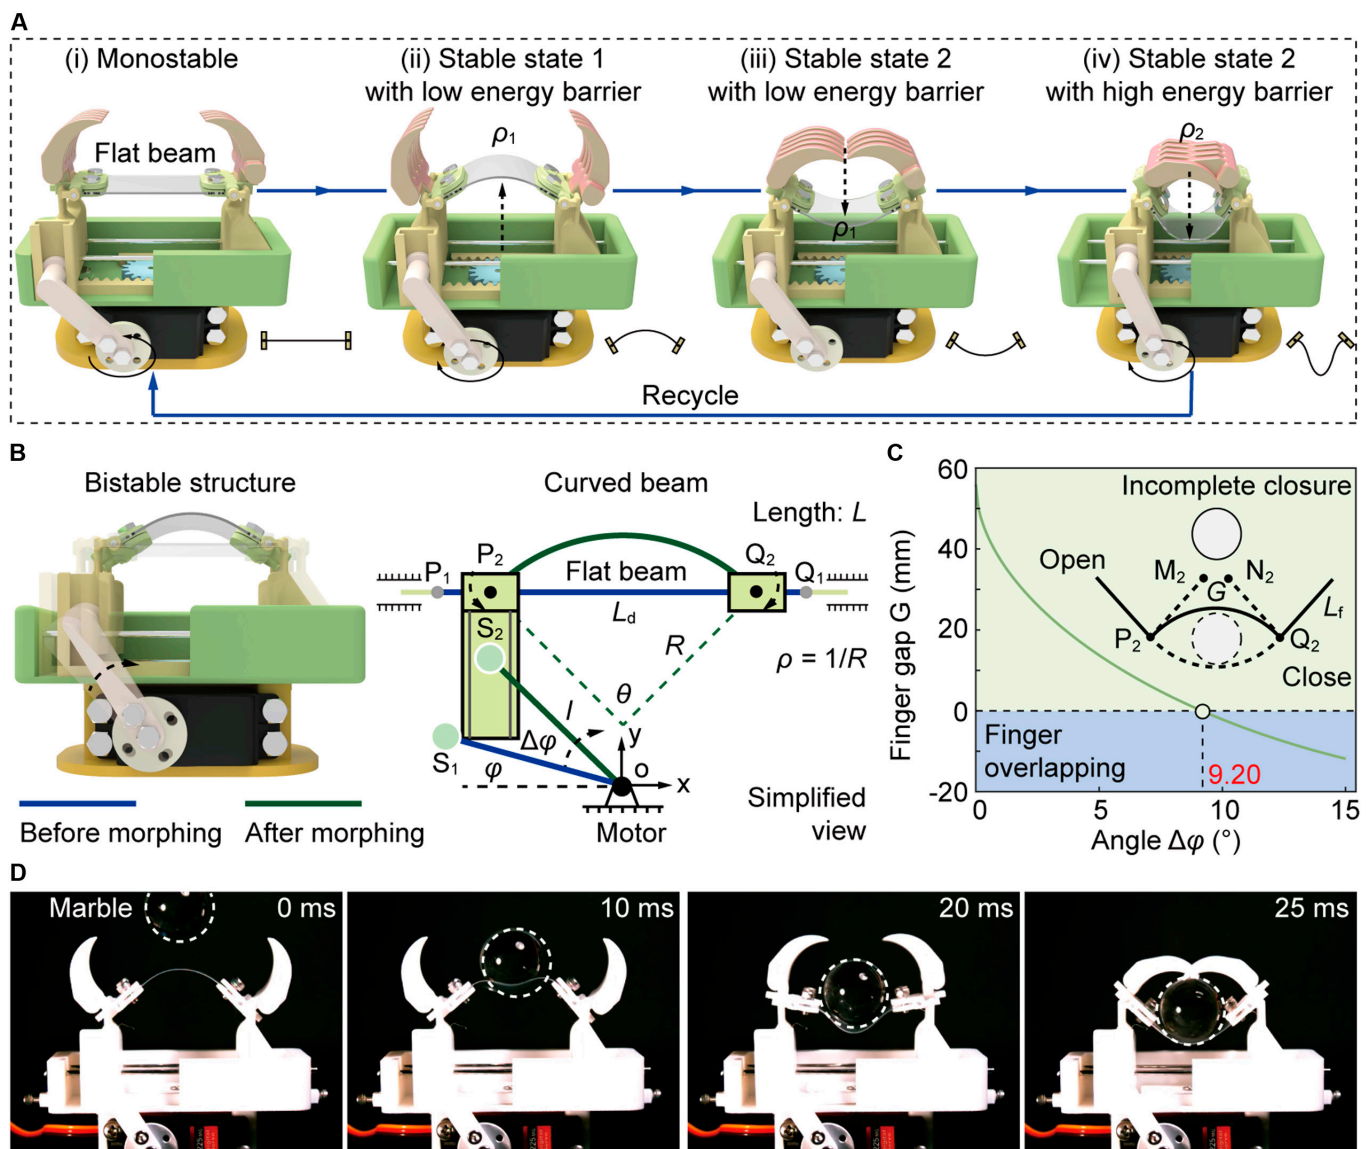 A
(i) Monostable
(ii) Stable state 1
with low energy barrier
(iii) Stable state 2
with low energy barrier
(iv) Stable state 2
with high energy barrier
Flat beam
ρ1
ρ1
ρ2
Recycle
B
Bistable structure
Curved beam
Length: L
P1
P2
Flat beam
Q2
Q1
Ld
S2
R
ρ = 1/R
θ
l
y
Δφ
S1
φ
o
x
Motor
Simplified
view
Before morphing
After morphing
C
60
40
20
0
-20
Finger gap G (mm)
Incomplete closure
Open
M2
N2
G
Lf
P2
Q2
Close
Finger
overlapping
9.20
0
5
10
15
Angle Δφ (°)
D
Marble
0 ms
10 ms
20 ms
25 ms